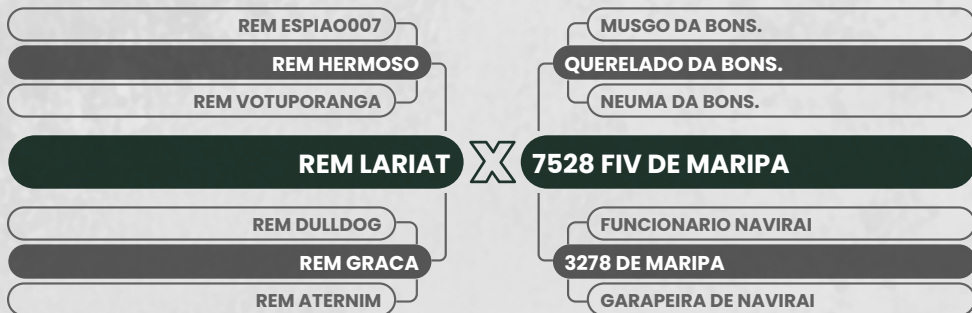 REM ESPIAO007
MUSGO DA BONS.
REM HERMOSO
QUERELADO DA BONS.
REM VOTUPORANGA
NEUMA DA BONS.
REM LARIAT X 7528 FIV DE MARIPA
REM DULLDOG
FUNCIONARIO NAVIRAI
REM GRACA
3278 DE MARIPA
REM ATERNIM
GARAPEIRA DE NAVIRAI